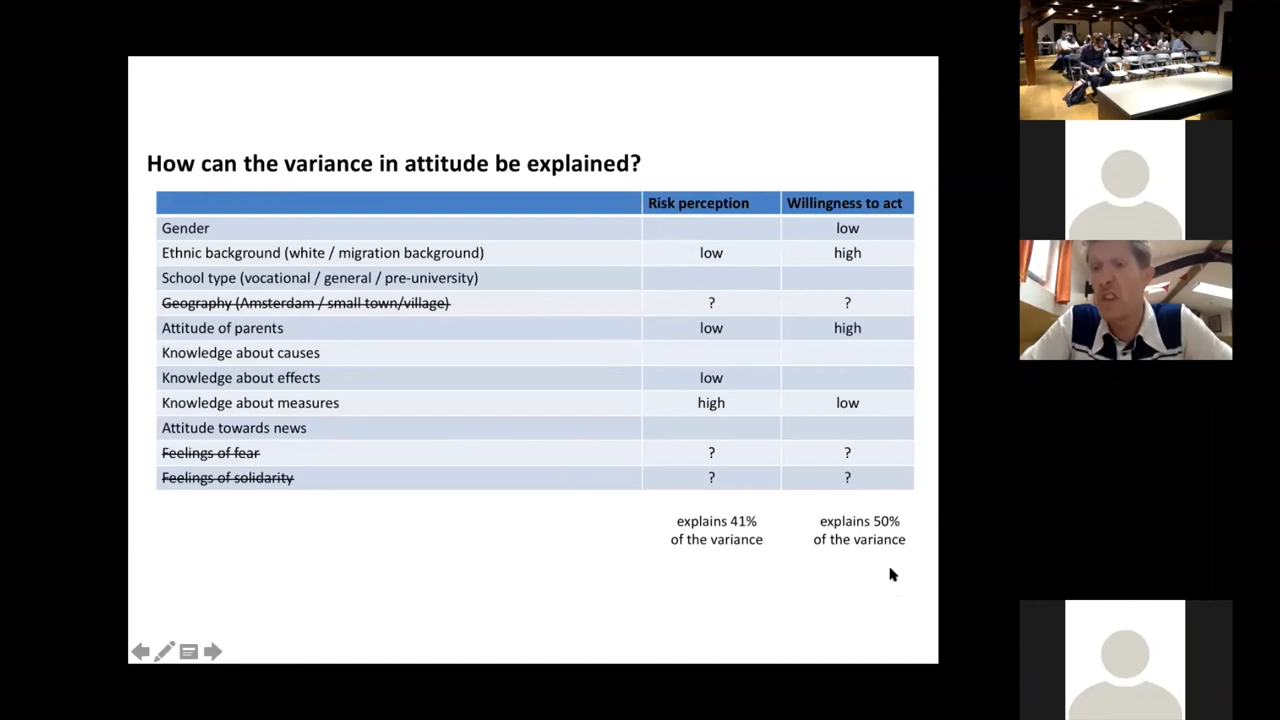 How can the variance in attitude be explained?
Risk perception Willingness to act
Gender low
Ethnic background (white / migration background) low high
School type (vocational / general / pre-university)
Geography (Amsterdam / small town/village) ? ?
Attitude of parents low high
Knowledge about causes
Knowledge about effects low
Knowledge about measures high low
Attitude towards news
Feelings of fear ? ?
Feelings of solidarity ? ?
explains 41% explains 50%
of the variance of the variance